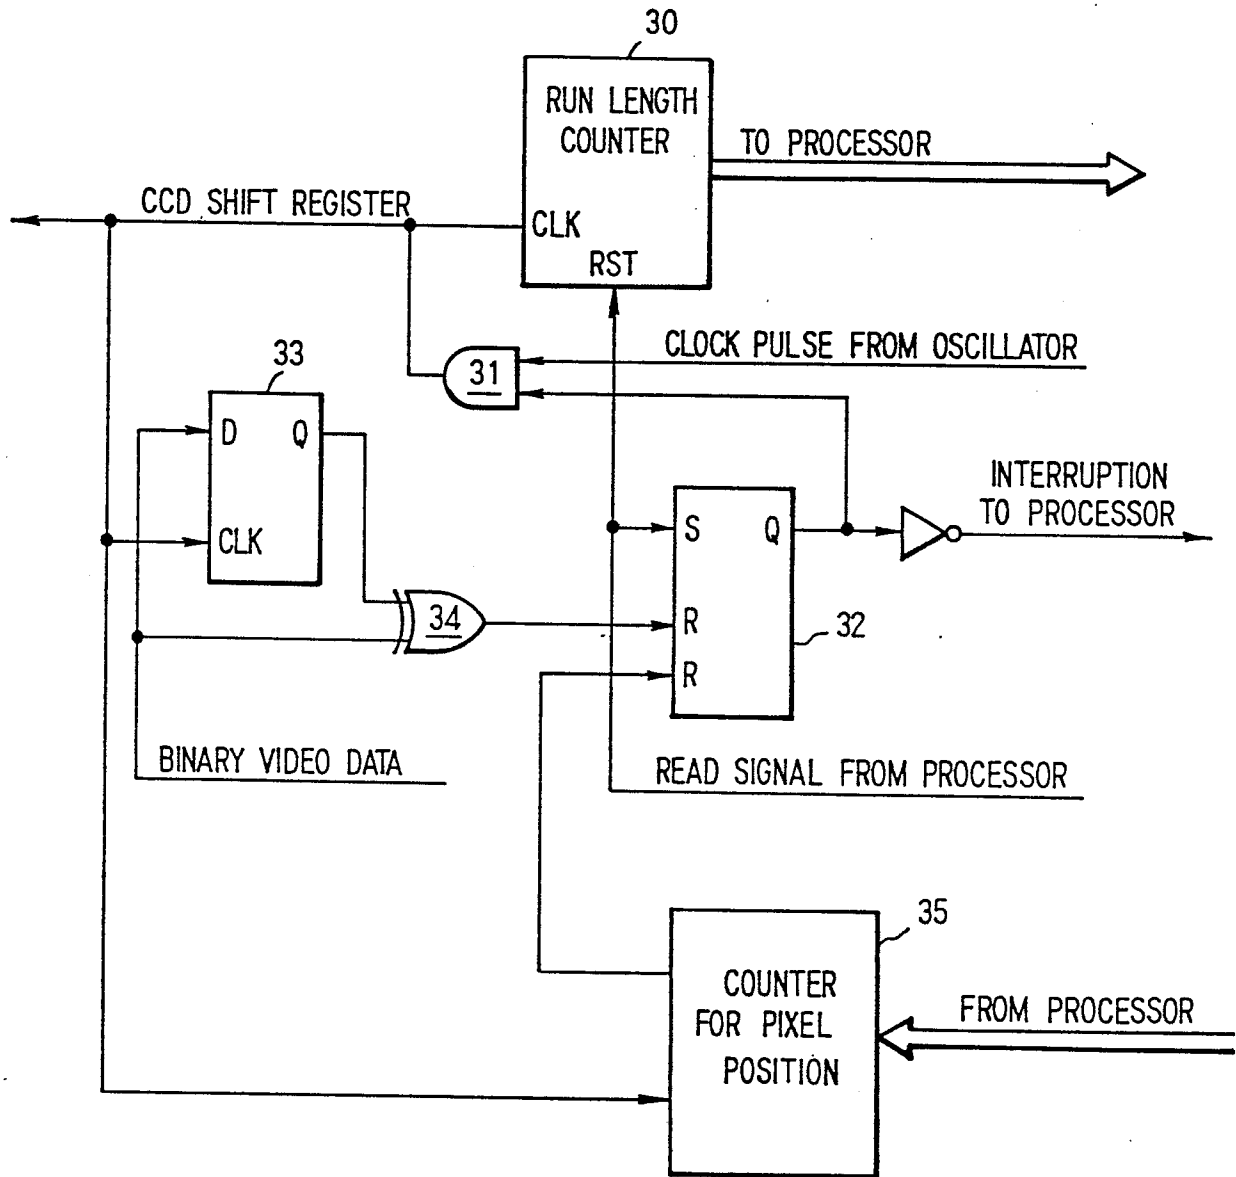 30
RUN LENGTH
COUNTER
TO PROCESSOR
CCD SHIFT REGISTER
CLK
RST
CLOCK PULSE FROM OSCILLATOR
31
33
D Q
CLK
INTERRUPTION
TO PROCESSOR
S Q
34
R
32
R
BINARY VIDEO DATA
READ SIGNAL FROM PROCESSOR
35
COUNTER
FOR PIXEL
POSITION
FROM PROCESSOR